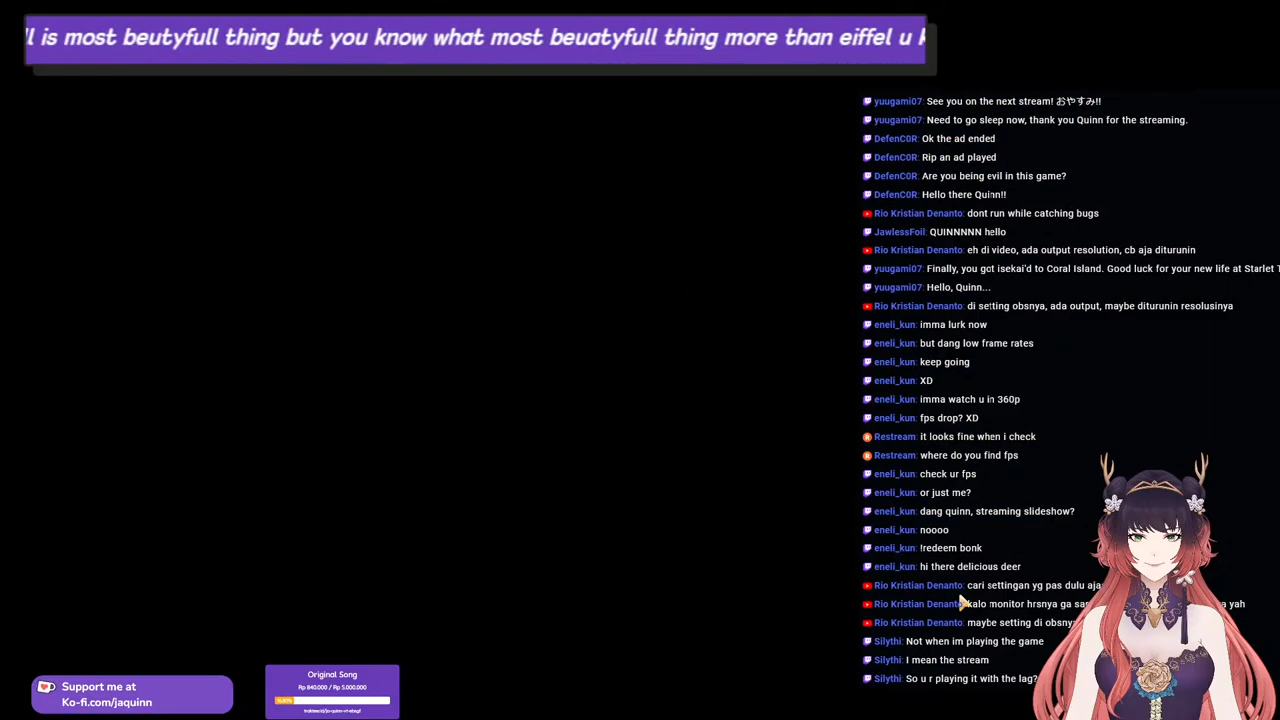 l is most beutyfull thing but you know what most beuatyfull thing more than eiffel u k
yuugami07: See you on the next stream! おやすみ!!
yuugami07: Need to go sleep now, thank you Quinn for the streaming.
DefenC0R: Ok the ad ended
DefenC0R: Rip an ad played
DefenC0R: Are you being evil in this game?
DefenC0R: Hello there Quinn!!
Rio Kristian Denanto: dont run while catching bugs
JawlessFoil: QUINNNNN hello
Rio Kristian Denanto: eh di video, ada output resolution, cb aja diturunin
yuugami07: Finally, you got isekai'd to Coral Island. Good luck for your new life at Starlet T
yuugami07: Hello, Quinn...
Rio Kristian Denanto: di setting obsnya, ada output, maybe diturunin resolusinya
eneli_kun: imma lurk now
eneli_kun: but dang low frame rates
eneli_kun: keep going
eneli_kun: XD
eneli_kun: imma watch u in 360p
eneli_kun: fps drop? XD
Restream: it looks fine when i check
Restream: where do you find fps
eneli_kun: check ur fps
eneli_kun: or just me?
eneli_kun: dang quinn, streaming slideshow?
eneli_kun: noooo
eneli_kun: !redeem bonk
eneli_kun: hi there delicious deer
Rio Kristian Denanto: cari settingan yg pas dulu aja
Rio Kristian Denanto: kalo monitor hrsnya ga yah
Rio Kristian Denanto: maybe setting di obsnya
Silythi: Not when im playing the game
Silythi: I mean the stream
Silythi: So u r playing it with the lag?
Support me at
Ko-fi.com/jaquinn
Original Song
Rp 840.000 / Rp 5.000.000